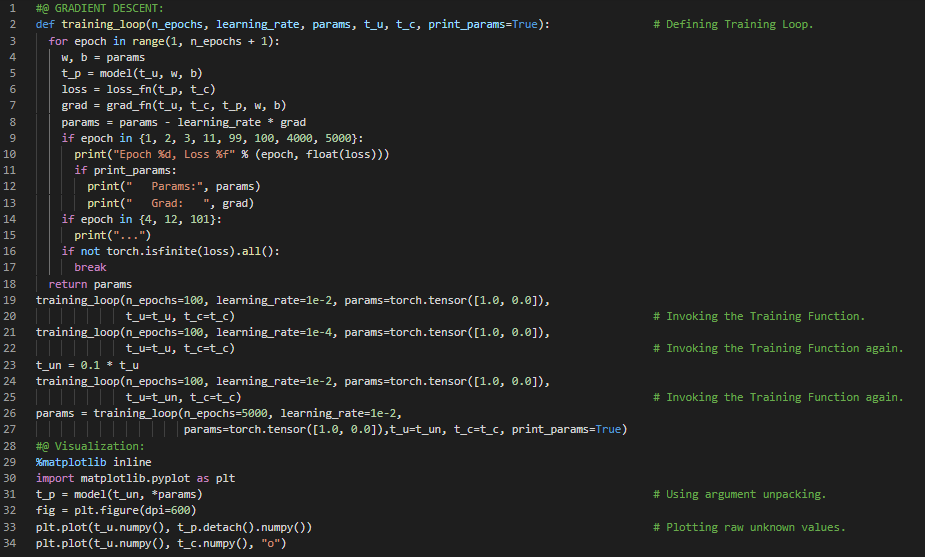 1 #@ GRADIENT DESCENT:
2 def training_loop(n_epochs, learning_rate, params, t_u, t_c, print_params=True): # Defining Training Loop.
3 for epoch in range(1, n_epochs + 1):
4 w, b = params
5 t_p = model(t_u, w, b)
6 loss = loss_fn(t_p, t_c)
7 grad = grad_fn(t_u, t_c, t_p, w, b)
8 params = params - learning_rate * grad
9 if epoch in {1, 2, 3, 11, 99, 100, 4000, 5000}:
10 print("Epoch %d, Loss %f" % (epoch, float(loss)))
11 if print_params:
12 print("   Params:", params)
13 print("   Grad:   ", grad)
14 if epoch in {4, 12, 101}:
15 print("...")
16 if not torch.isfinite(loss).all():
17 break
18 return params
19 training_loop(n_epochs=100, learning_rate=1e-2, params=torch.tensor([1.0, 0.0]),
20 t_u=t_u, t_c=t_c) # Invoking the Training Function.
21 training_loop(n_epochs=100, learning_rate=1e-4, params=torch.tensor([1.0, 0.0]),
22 t_u=t_u, t_c=t_c) # Invoking the Training Function again.
23 t_un = 0.1 * t_u
24 training_loop(n_epochs=100, learning_rate=1e-2, params=torch.tensor([1.0, 0.0]),
25 t_u=t_un, t_c=t_c) # Invoking the Training Function again.
26 params = training_loop(n_epochs=5000, learning_rate=1e-2,
27 params=torch.tensor([1.0, 0.0]),t_u=t_un, t_c=t_c, print_params=True)
28 #@ Visualization:
29 %matplotlib inline
30 import matplotlib.pyplot as plt
31 t_p = model(t_un, *params) # Using argument unpacking.
32 fig = plt.figure(dpi=600)
33 plt.plot(t_u.numpy(), t_p.detach().numpy()) # Plotting raw unknown values.
34 plt.plot(t_u.numpy(), t_c.numpy(), "o")